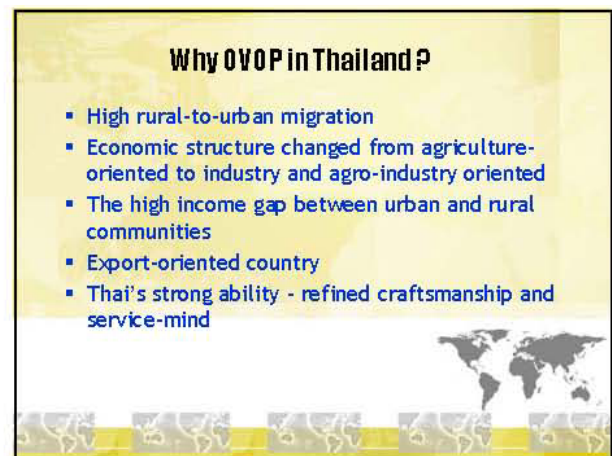 Why OVOP in Thailand?
▪ High rural-to-urban migration
▪ Economic structure changed from agriculture-
oriented to industry and agro-industry oriented
▪ The high income gap between urban and rural
communities
▪ Export-oriented country
▪ Thai's strong ability - refined craftsmanship and
service-mind